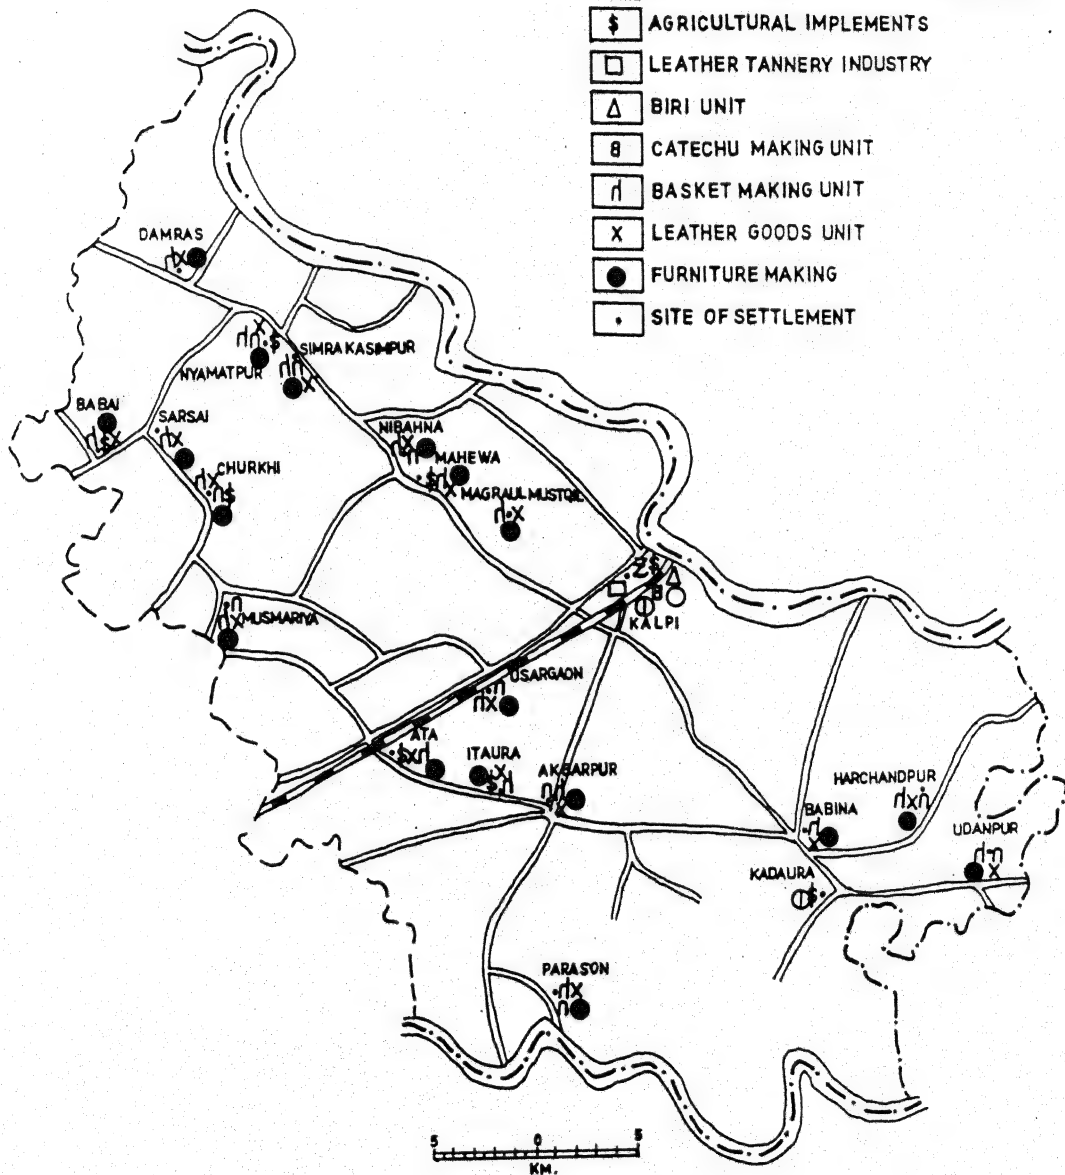 $ AGRICULTURAL IMPLEMENTS
LEATHER TANNERY INDUSTRY
BIRI UNIT
8 CATECHU MAKING UNIT
BASKET MAKING UNIT
X LEATHER GOODS UNIT
FURNITURE MAKING
SITE OF SETTLEMENT
DAMRAS
SIMRA KASIMPUR
NYAMATPUR
BABAI
SARSAI
NIBAHNA
MAHEWA
CHURKHI
MAGRAUL MUSTQIL
MUSMARIYA
KALPI
USARGAON
ATA
ITAURA
AKBARPUR
HARCHANDPUR
BABINA
UDANPUR
KADAURA
PARASON
5 0 5
KM.